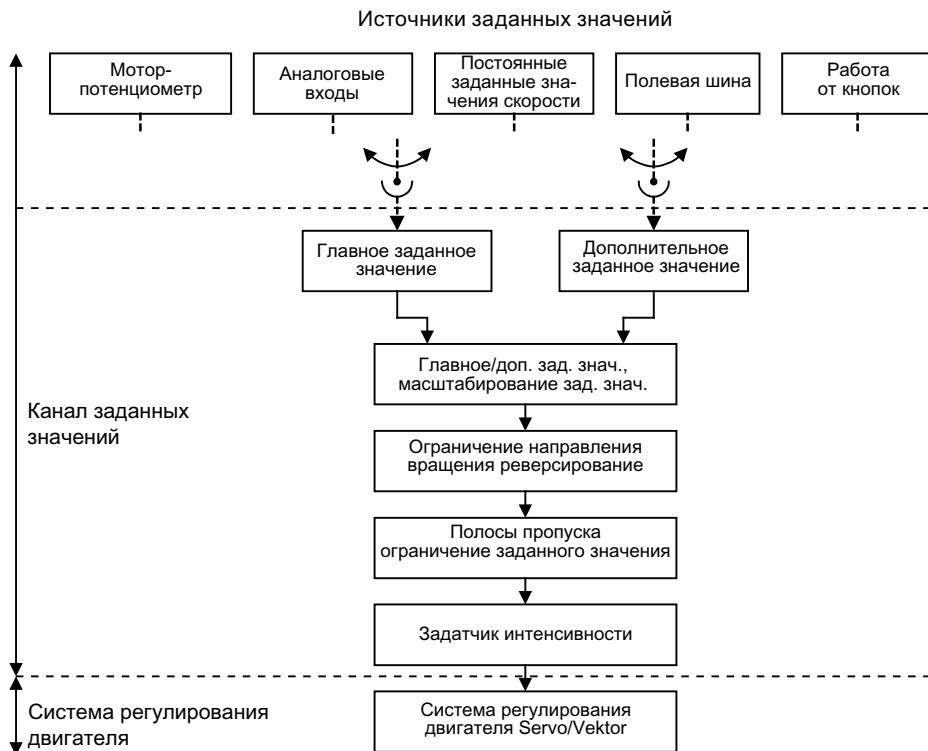 Источники заданных значений
Мотор-
потенциометр
Аналоговые
входы
Постоянные
заданные зна-
чения скорости
Полевая шина
Работа
от кнопок
Главное заданное
значение
Дополнительное
заданное значение
Главное/доп. зад. знач.,
масштабирование зад. знач.
Канал заданных
значений
Ограничение направления
вращения реверсирование
Полосы пропуска
ограничение заданного значения
Задатчик интенсивности
Система регулирования
двигателя
Система регулирования
двигателя Servo/Vektor